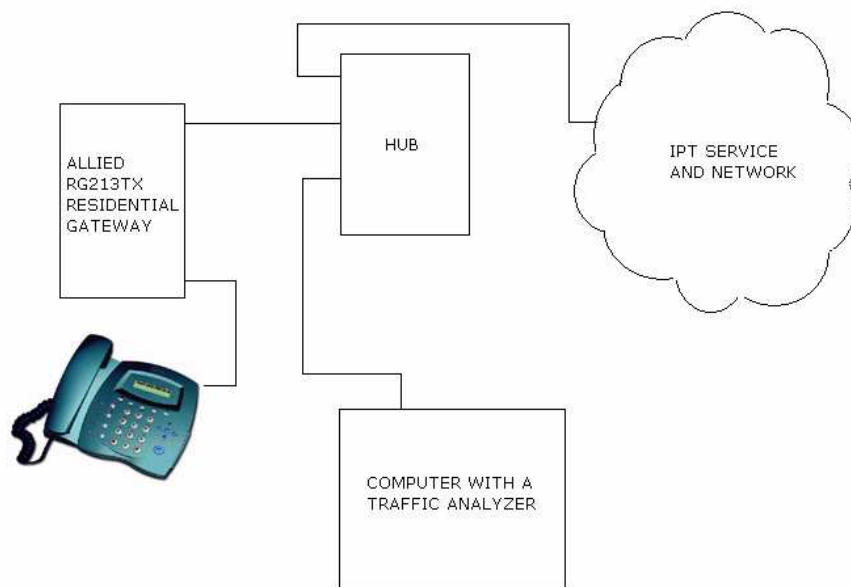 ALLIED
RG213TX
RESIDENTIAL
GATEWAY
HUB
IPT SERVICE
AND NETWORK
COMPUTER WITH A
TRAFFIC ANALYZER